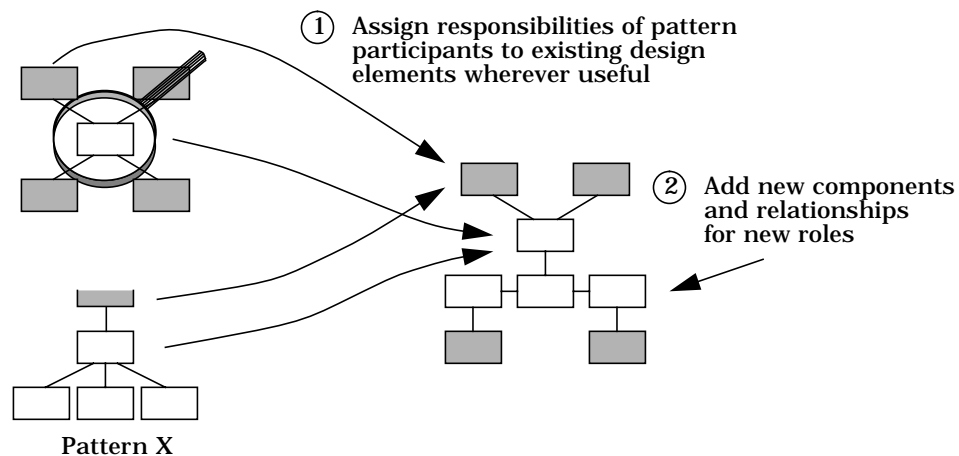 1 Assign responsibilities of pattern
participants to existing design
elements wherever useful
2 Add new components
and relationships
for new roles
Pattern X